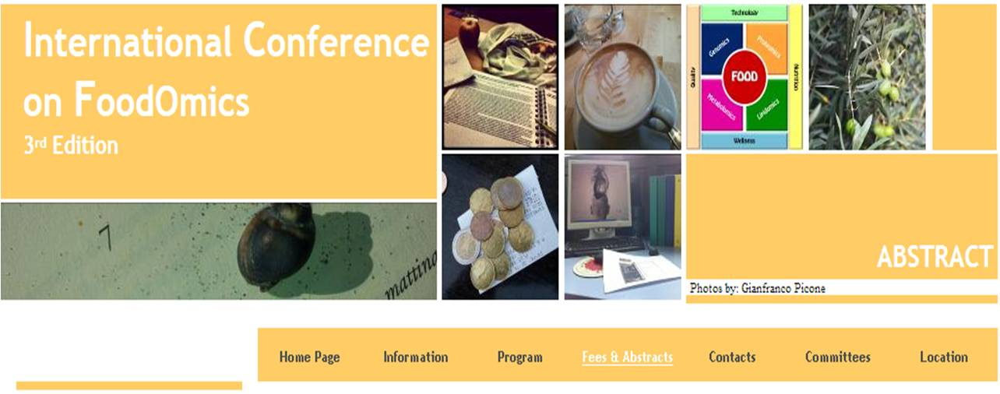 International Conference
on FoodOmics
3rd Edition
7
mattino
Technology
Quality
Genomics
Proteomics
FOOD
Nutrition
Metabolomics
Lipidomics
Wellness
ABSTRACT
Photos by: Gianfranco Picone
Home Page
Information
Program
Fees & Abstracts
Contacts
Committees
Location